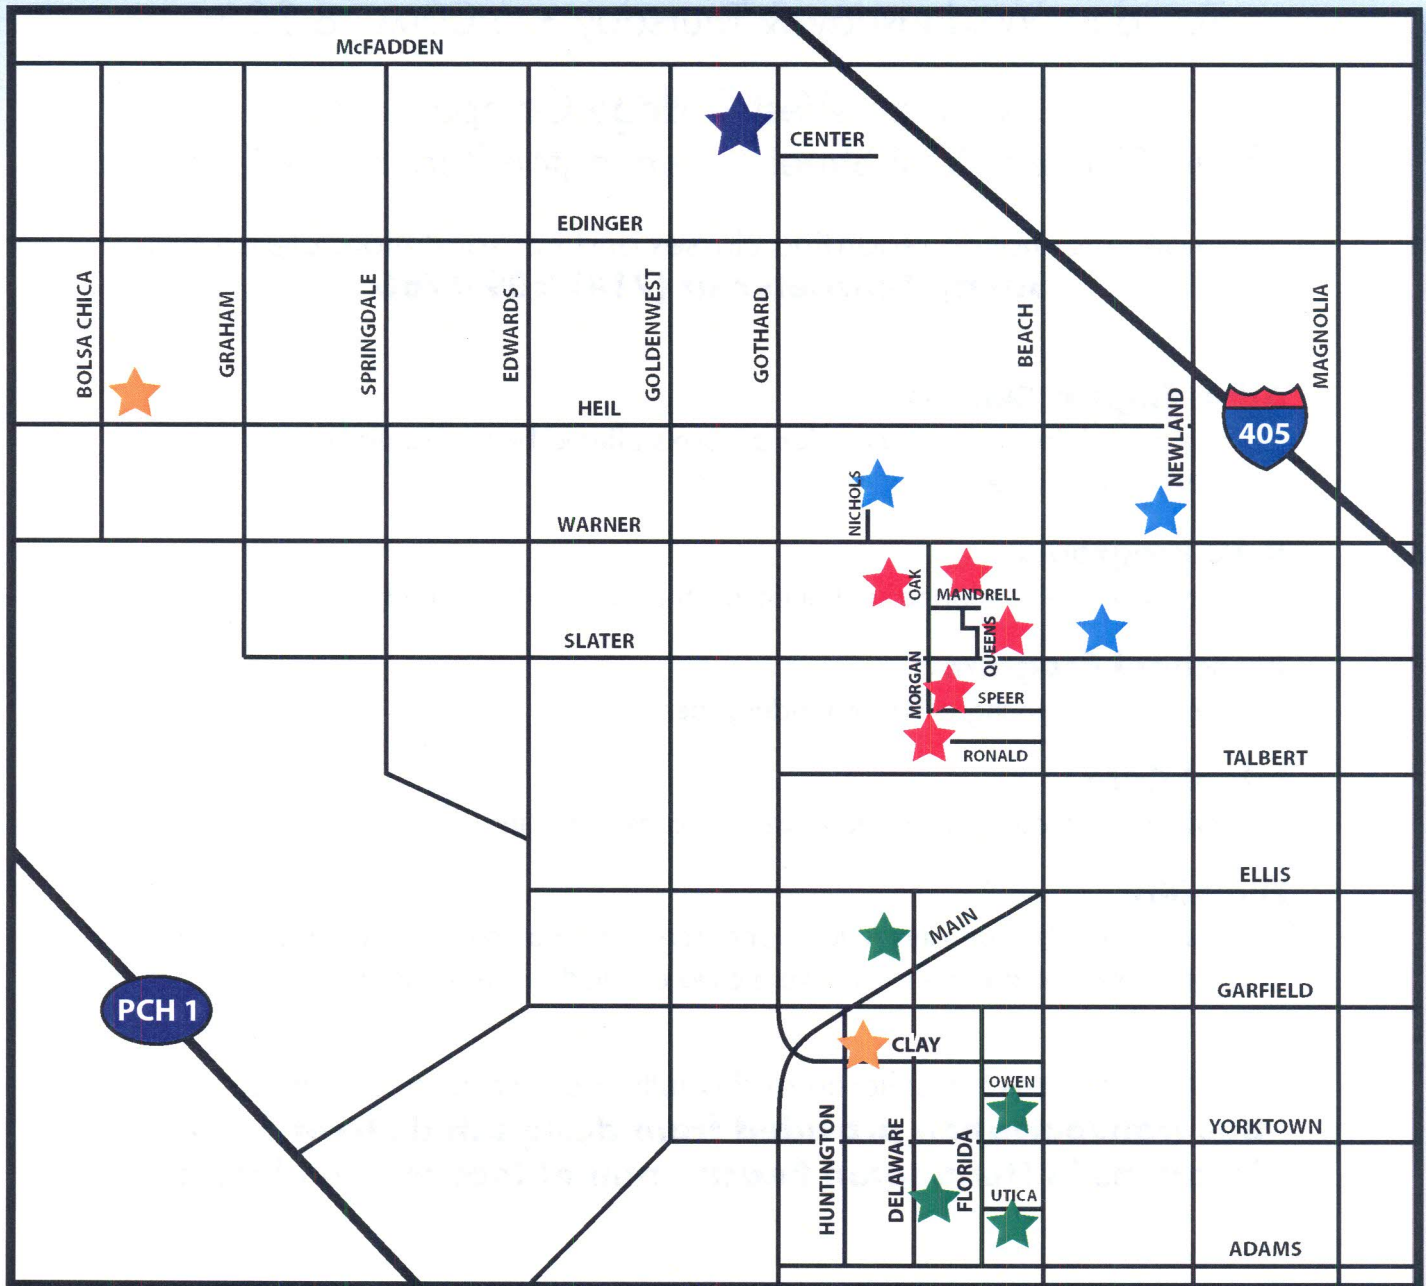 McFADDEN
CENTER
EDINGER
BOLSA CHICA
GRAHAM
SPRINGDALE
EDWARDS
GOLDENWEST
GOTHARD
BEACH
MAGNOLIA
HEIL
NEWLAND
405
NICHOLS
WARNER
OAK
MANDRELL
SLATER
QUEENS
MORGAN
SPEER
RONALD
TALBERT
ELLIS
MAIN
GARFIELD
PCH 1
CLAY
OWEN
HUNTINGTON
DELAWARE
FLORIDA
YORKTOWN
UTICA
ADAMS